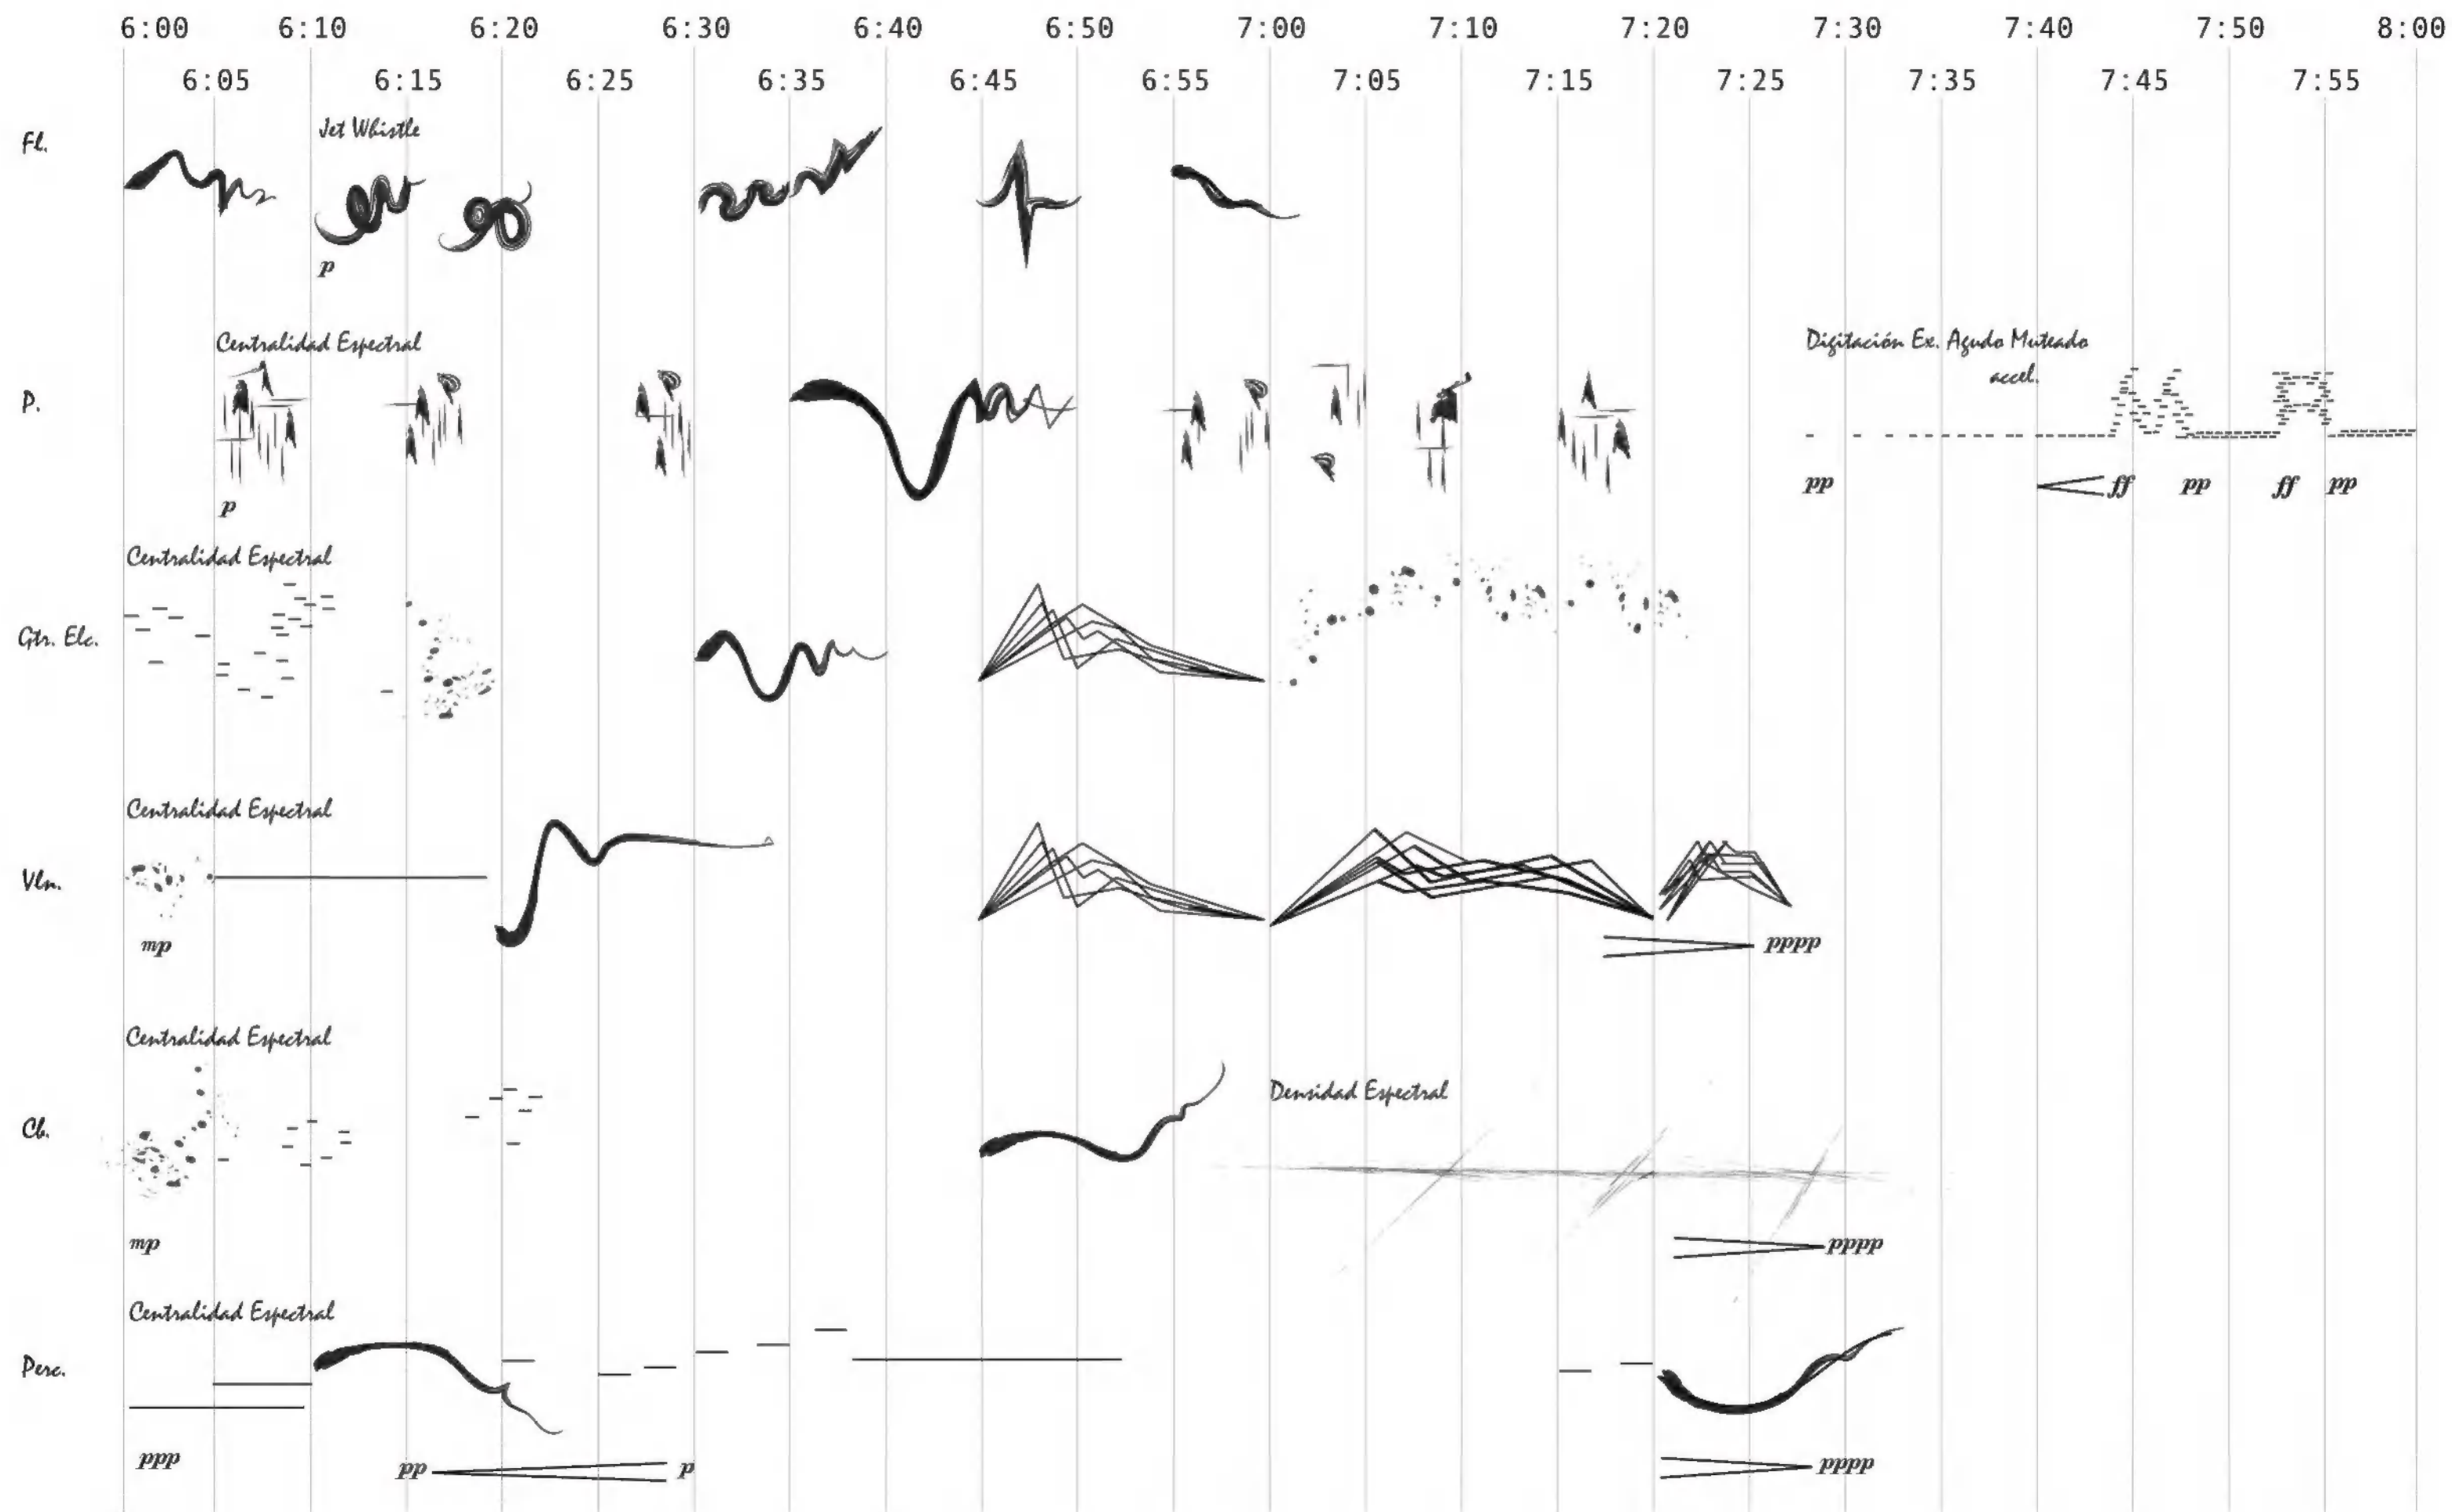 6:00 6:10 6:20 6:30 6:40 6:50 7:00 7:10 7:20 7:30 7:40 7:50 8:00
6:05 6:15 6:25 6:35 6:45 6:55 7:05 7:15 7:25 7:35 7:45 7:55
Jet Whistle
Fl.
p
Centralidad Espectral
Digitación Ex. Agudo Muteado
accel.
P.
pp ff pp ff pp
p
Centralidad Espectral
Gtr. Elc.
Centralidad Espectral
Vln.
mp
pppp
Centralidad Espectral
Densidad Espectral
Cb.
mp
pppp
Centralidad Espectral
Perc.
ppp pp p pppp